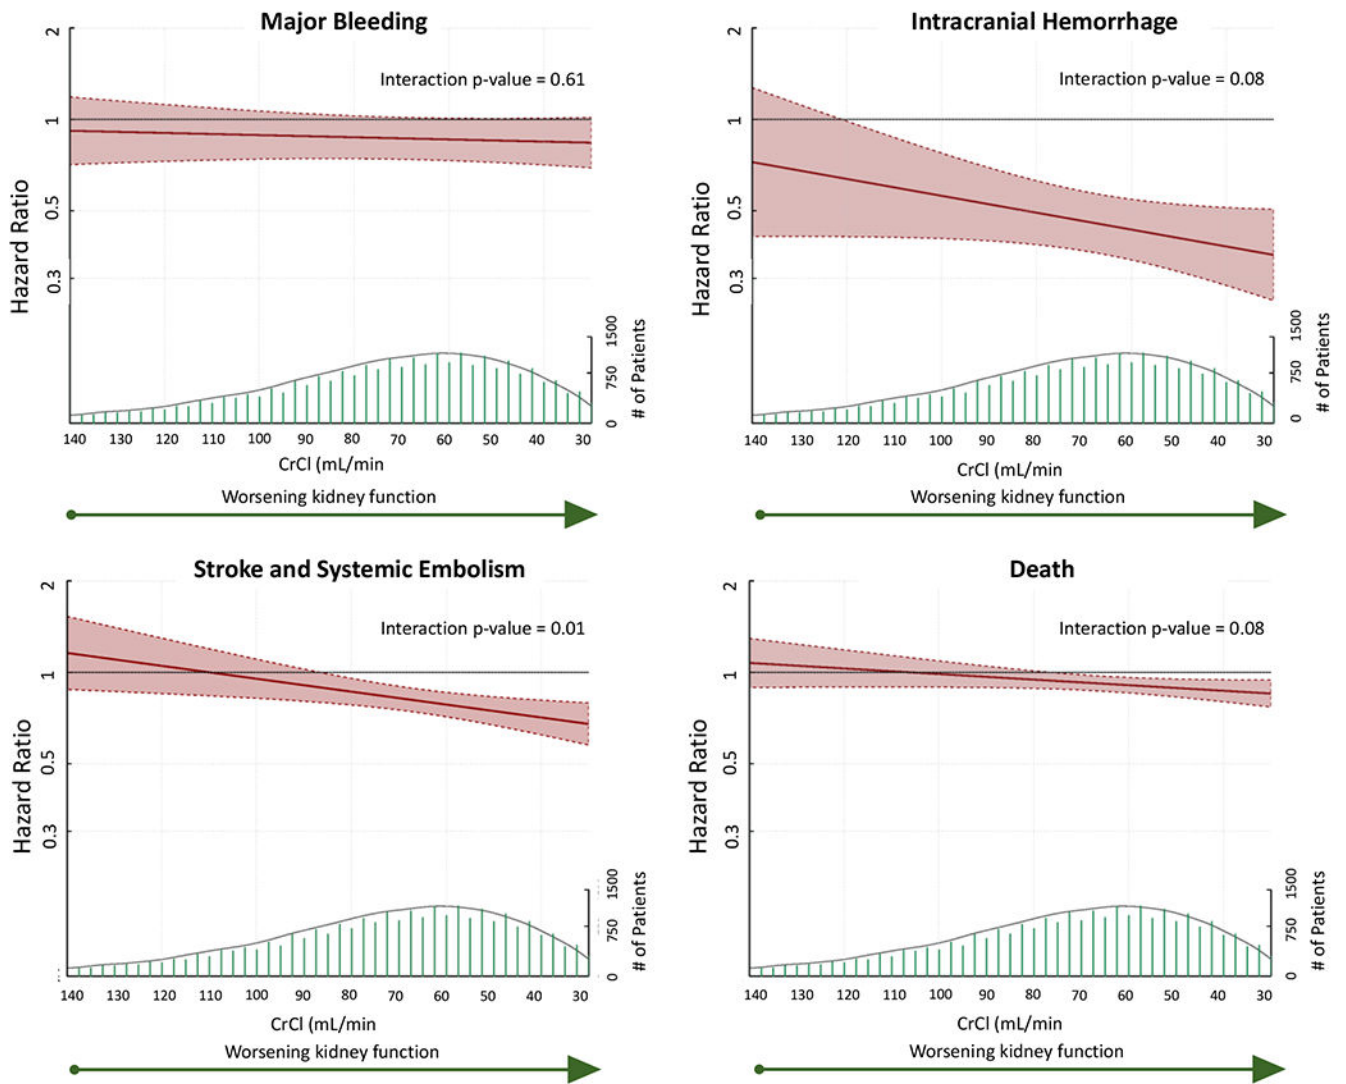 Major Bleeding
2
1
0.5
0.3
Hazard Ratio
Interaction p-value = 0.61
1500
750
0
# of Patients
140 130 120 110 100 90 80 70 60 50 40 30
CrCl (mL/min
Worsening kidney function
Intracranial Hemorrhage
2
1
0.5
0.3
Hazard Ratio
Interaction p-value = 0.08
1500
750
0
# of Patients
140 130 120 110 100 90 80 70 60 50 40 30
CrCl (mL/min
Worsening kidney function
Stroke and Systemic Embolism
2
1
0.5
0.3
Hazard Ratio
Interaction p-value = 0.01
1500
750
0
# of Patients
140 130 120 110 100 90 80 70 60 50 40 30
CrCl (mL/min
Worsening kidney function
Death
2
1
0.5
0.3
Hazard Ratio
Interaction p-value = 0.08
1500
750
0
# of Patients
140 130 120 110 100 90 80 70 60 50 40 30
CrCl (mL/min
Worsening kidney function